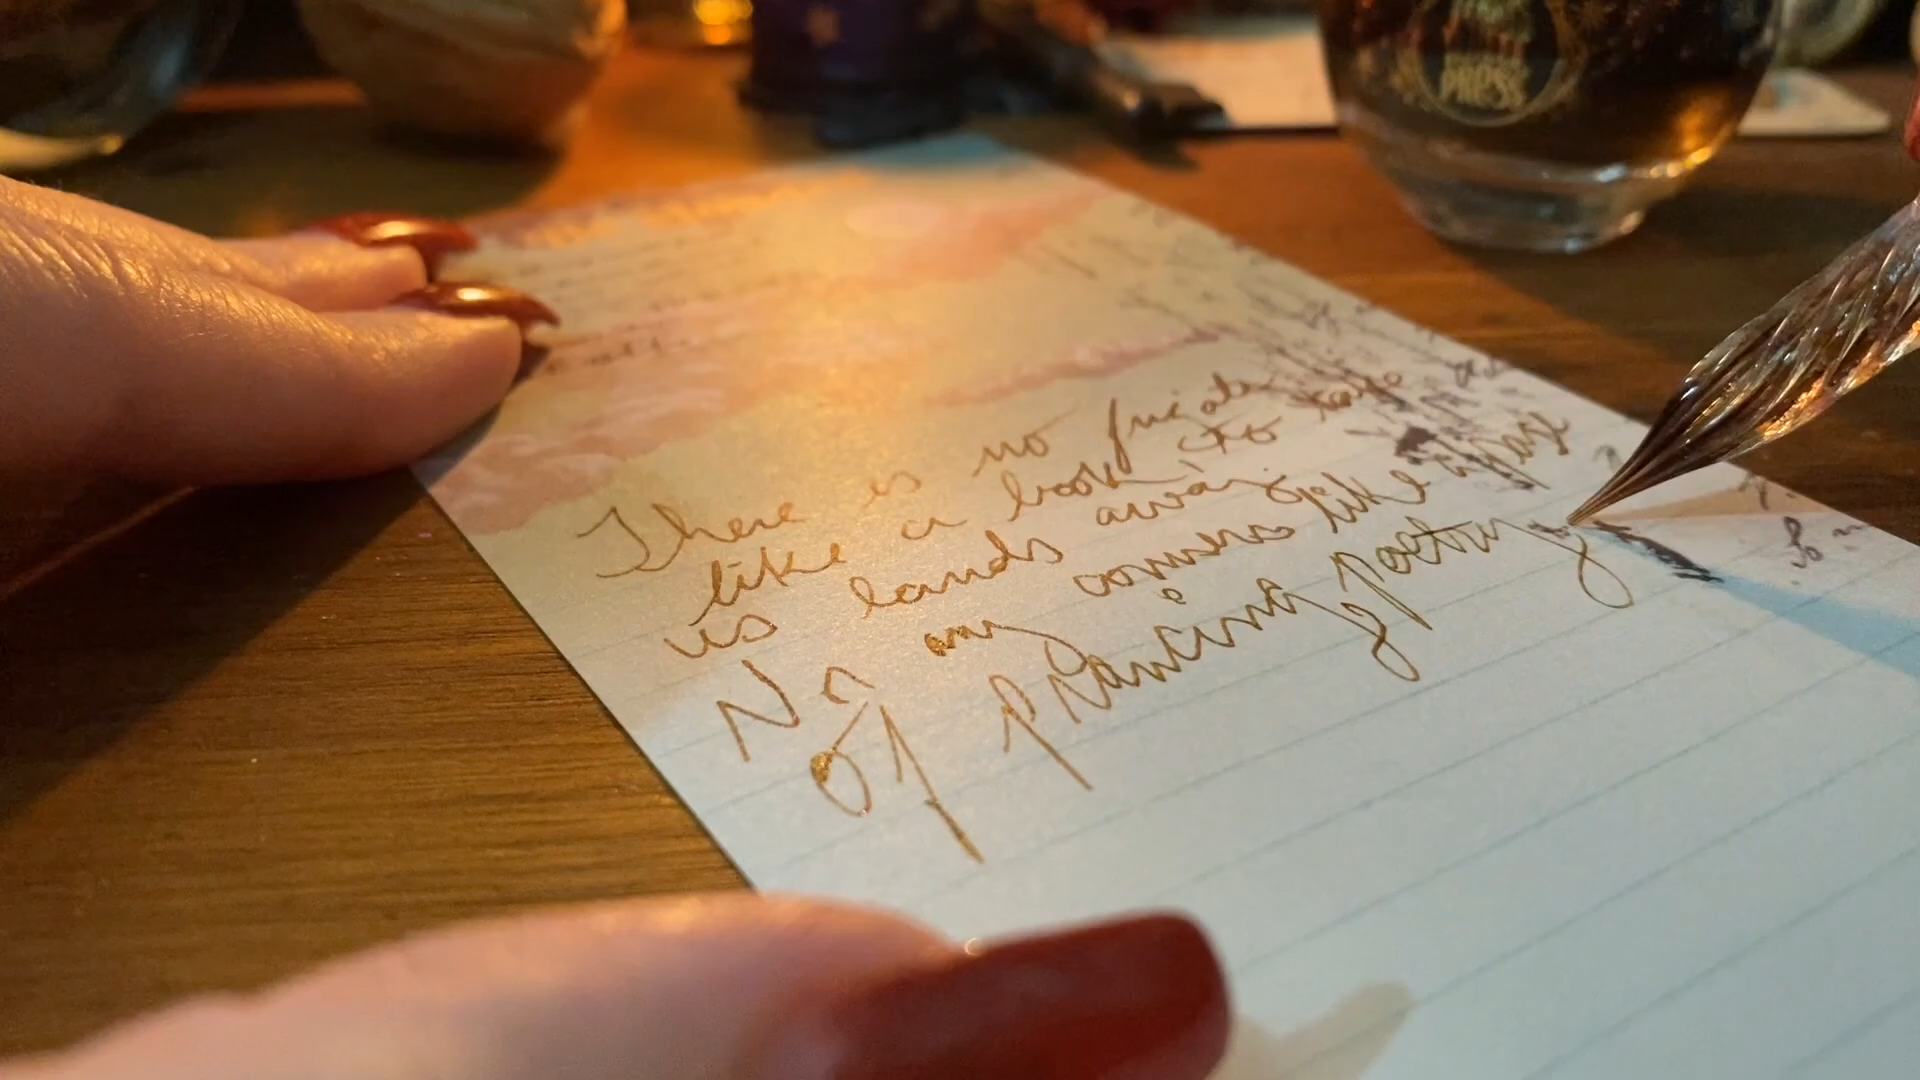 There is no frigate
like a book to take
us lands away
Nor any coursers like a page
Of prancing poetry
PRESS